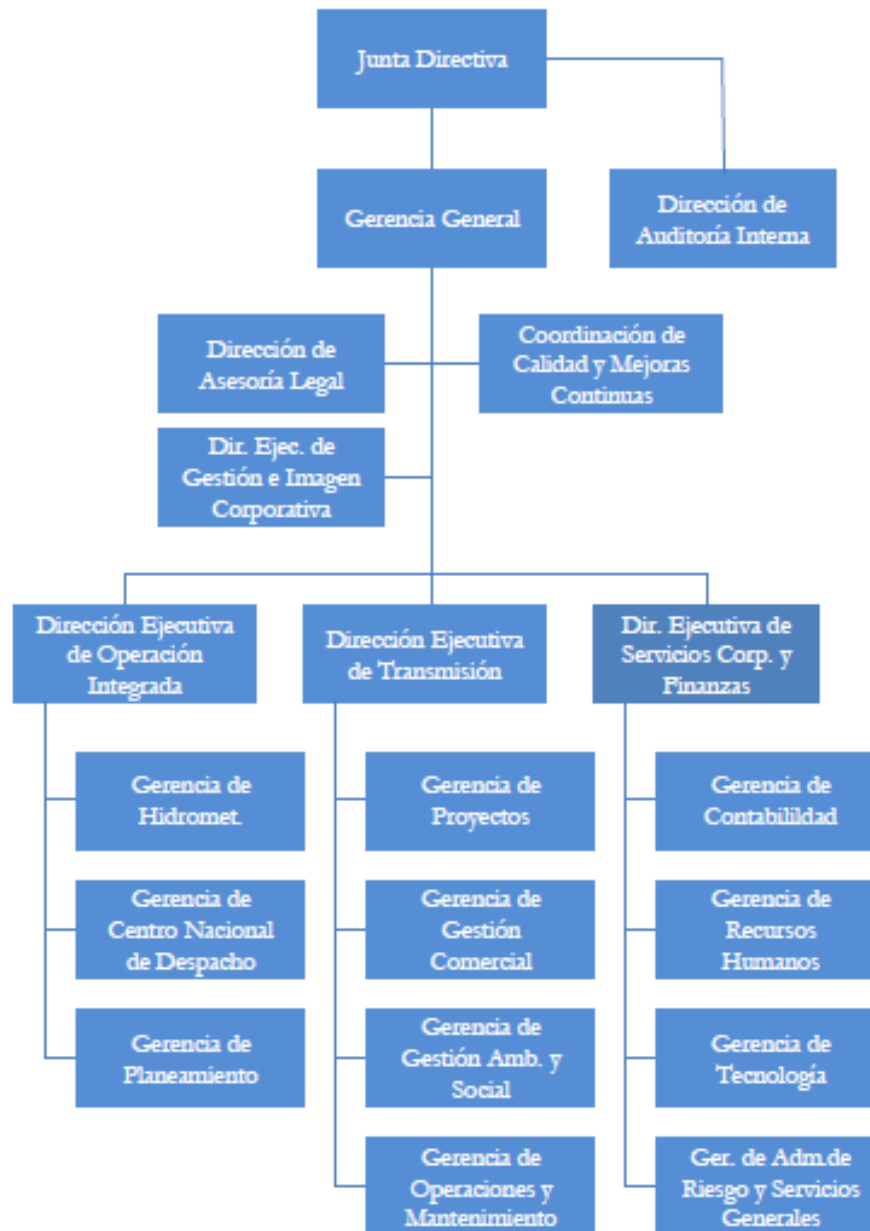 Junta Directiva
Gerencia General
Dirección de
Auditoría Interna
Dirección de
Asesoría Legal
Coordinación de
Calidad y Mejoras
Continuas
Dir. Ejec. de
Gestión e Imagen
Corporativa
Dirección Ejecutiva
de Operación
Integrada
Dirección Ejecutiva
de Transmisión
Dir. Ejecutiva de
Servicios Corp. y
Finanzas
Gerencia de
Hidromet.
Gerencia de
Proyectos
Gerencia de
Contabilildad
Gerencia de
Centro Nacional
de Despacho
Gerencia de
Gestión
Comercial
Gerencia de
Recursos
Humanos
Gerencia de
Planeamiento
Gerencia de
Gestión Amb. y
Social
Gerencia de
Tecnología
Gerencia de
Operaciones y
Mantenimiento
Ger. de Adm.de
Riesgo y Servicios
Generales